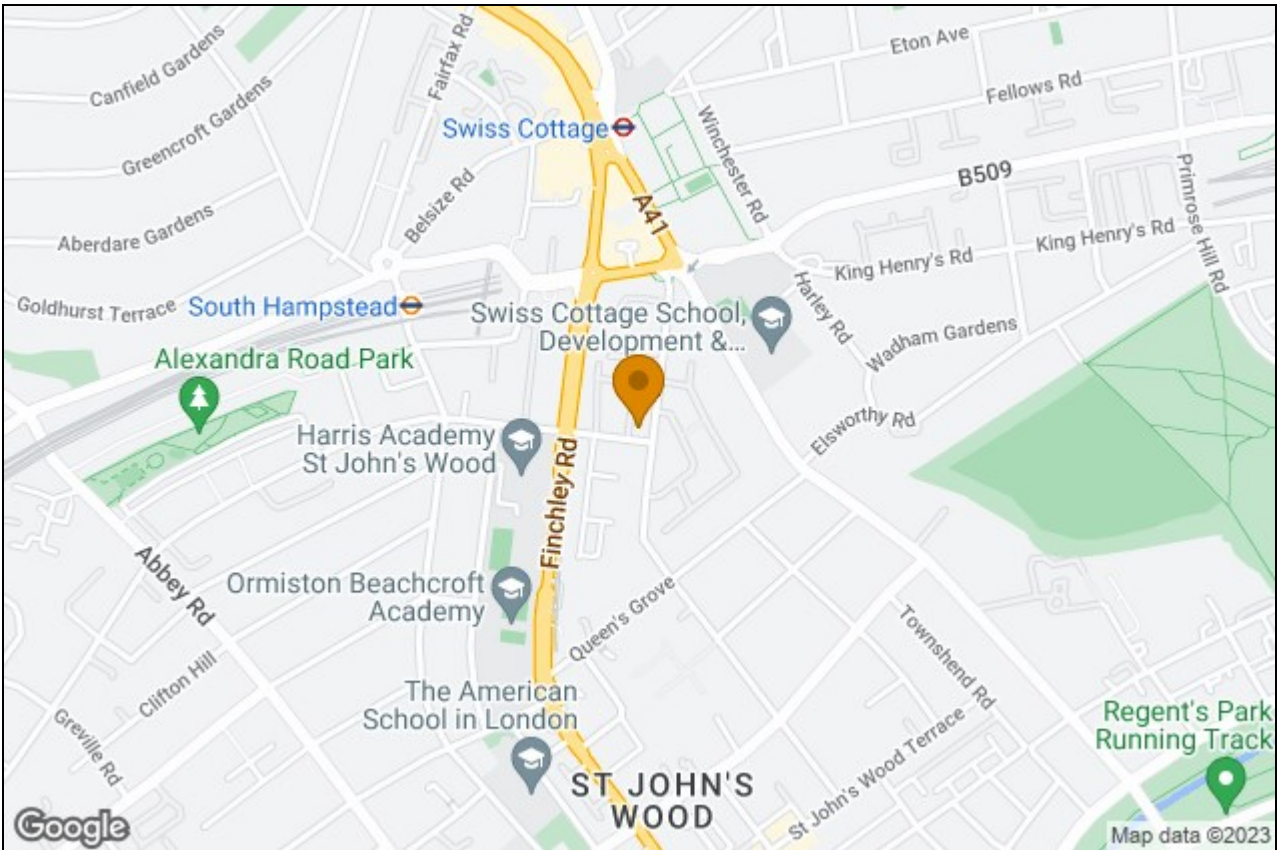 Canfield Gardens
Fairfax Rd
Eton Ave
Greencroft Gardens
Fellows Rd
Swiss Cottage
Winchester Rd
B509
Belsize Rd
A41
Primrose Hill Rd
Aberdare Gardens
King Henry's Rd
King Henry's Rd
Goldhurst Terrace
South Hampstead
Swiss Cottage School,
Development &...
Harley Rd
Wadham Gardens
Alexandra Road Park
Harris Academy
St John's Wood
Elsworthy Rd
Finchley Rd
Abbey Rd
Ormiston Beachcroft
Academy
Queen's Grove
Townshend Rd
Clifton Hill
The American
School in London
Greville Rd
Regent's Park
Running Track
St John's Wood Terrace
ST JOHN'S
WOOD
Google
Map data ©2023